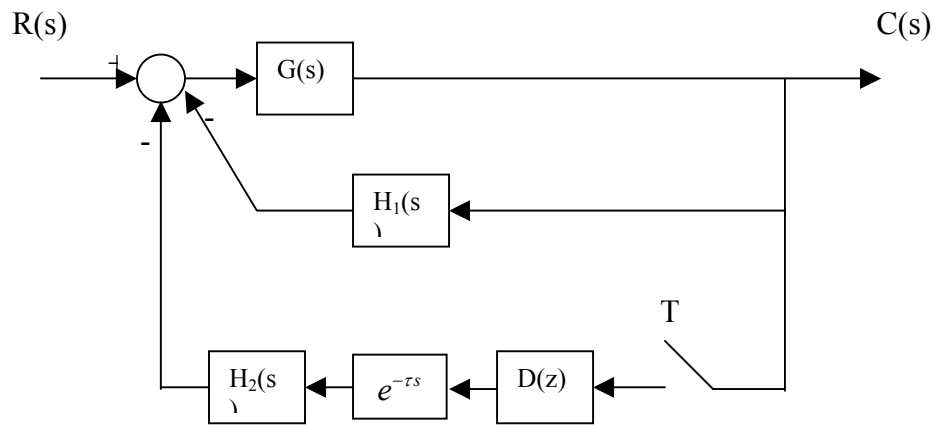 R(s)
C(s)
+
G(s)
-
-
H₁(s
)
T
H₂(s
)
e^{-τs}
D(z)